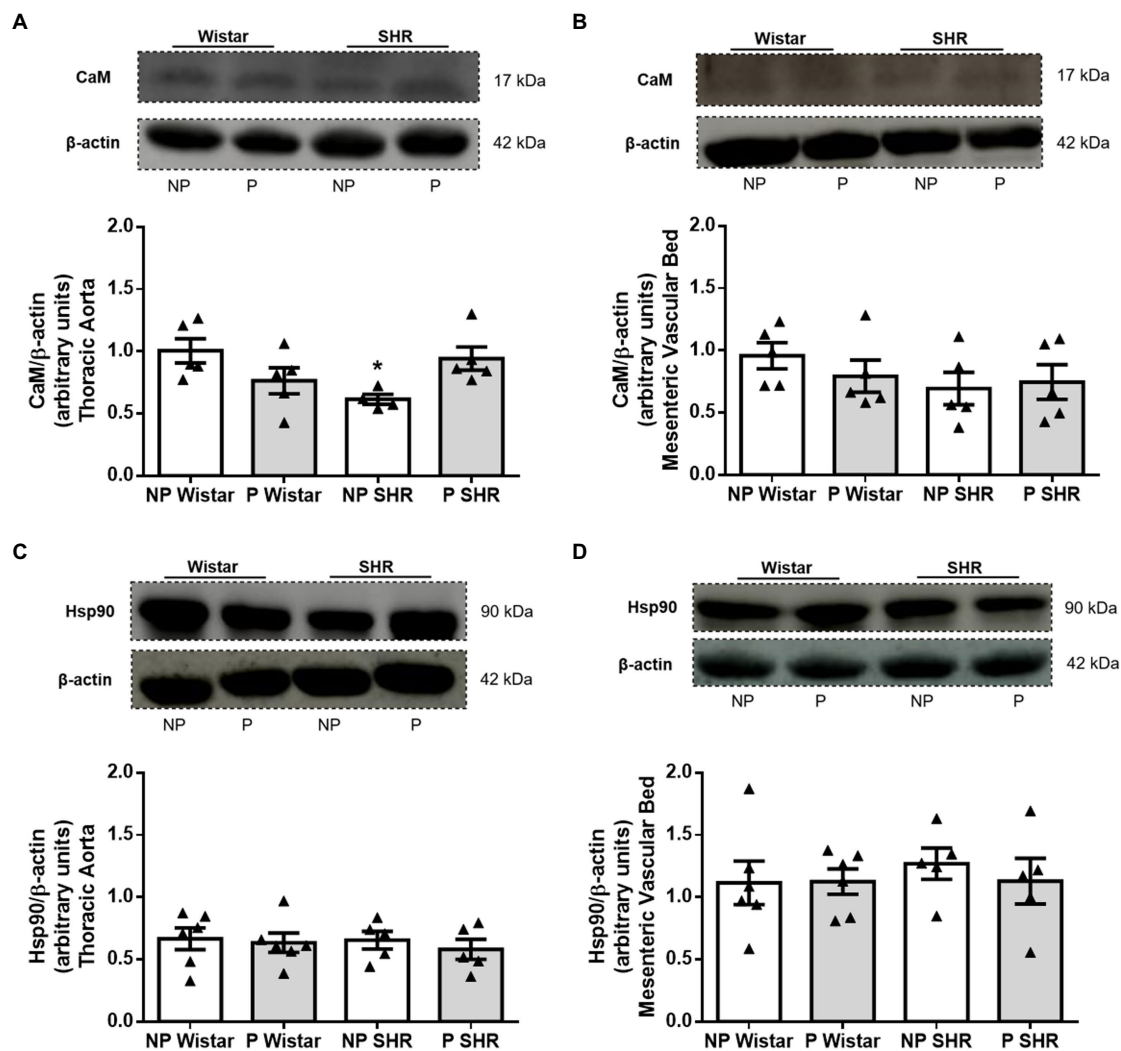 A
Wistar SHR
CaM 17 kDa
β-actin 42 kDa
NP P NP P
CaM/β-actin
(arbitrary units)
Thoracic Aorta
2.0
1.5
1.0
0.5
0.0
*
NP Wistar P Wistar NP SHR P SHR
B
Wistar SHR
CaM 17 kDa
β-actin 42 kDa
NP P NP P
CaM/β-actin
(arbitrary units)
Mesenteric Vascular Bed
2.0
1.5
1.0
0.5
0.0
NP Wistar P Wistar NP SHR P SHR
C
Wistar SHR
Hsp90 90 kDa
β-actin 42 kDa
NP P NP P
Hsp90/β-actin
(arbitrary units)
Thoracic Aorta
2.0
1.5
1.0
0.5
0.0
NP Wistar P Wistar NP SHR P SHR
D
Wistar SHR
Hsp90 90 kDa
β-actin 42 kDa
NP P NP P
Hsp90/β-actin
(arbitrary units)
Mesenteric Vascular Bed
2.0
1.5
1.0
0.5
0.0
NP Wistar P Wistar NP SHR P SHR